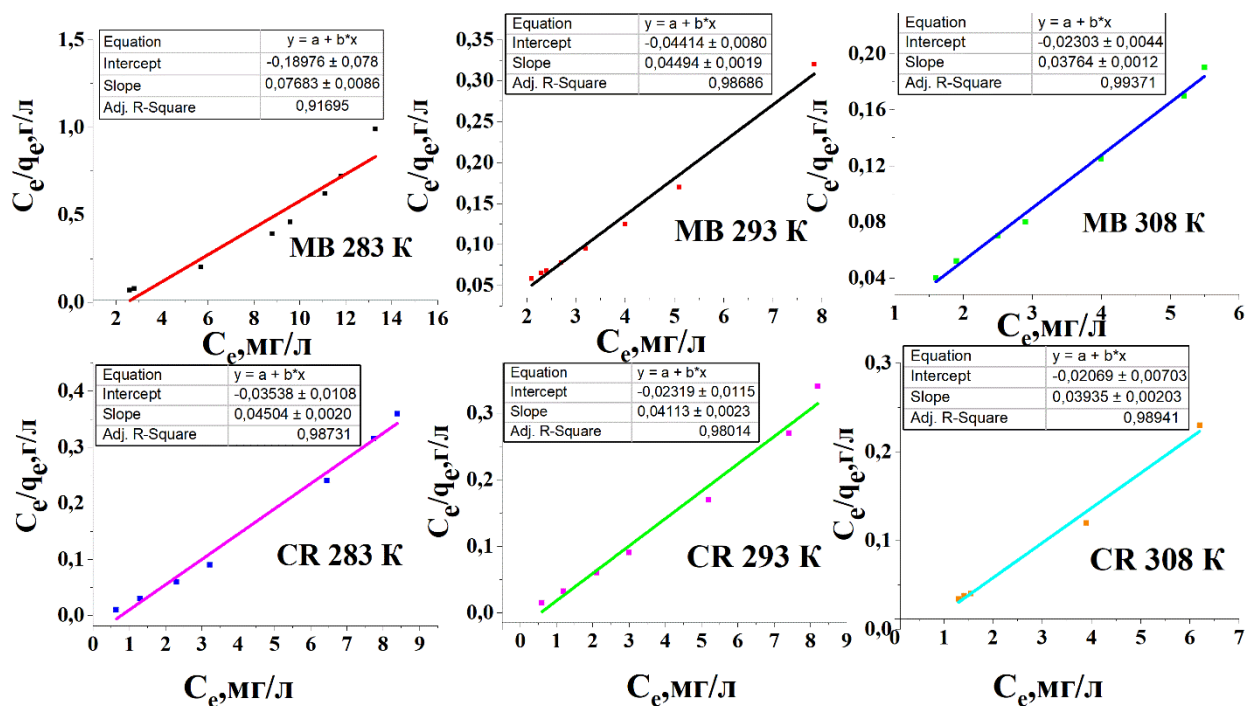 Equation y = a + b*x
Intercept -0,18976 ± 0,078
Slope 0,07683 ± 0,0086
Adj. R-Square 0,91695
1,5
1,0
0,5
0,0
Ce/qe,г/л
MB 283 К
2 4 6 8 10 12 14 16
Ce,мг/л
Equation y = a + b*x
Intercept -0,04414 ± 0,0080
Slope 0,04494 ± 0,0019
Adj. R-Square 0,98686
0,35
0,30
0,25
0,20
0,15
0,10
0,05
Ce/qe,г/л
MB 293 К
2 3 4 5 6 7 8
Ce,мг/л
Equation y = a + b*x
Intercept -0,02303 ± 0,0044
Slope 0,03764 ± 0,0012
Adj. R-Square 0,99371
0,20
0,16
0,12
0,08
0,04
Ce/qe,г/л
MB 308 К
1 2 3 4 5 6
Ce,мг/л
Equation y = a + b*x
Intercept -0,03538 ± 0,0108
Slope 0,04504 ± 0,0020
Adj. R-Square 0,98731
0,4
0,3
0,2
0,1
0,0
Ce/qe,г/л
CR 283 К
0 1 2 3 4 5 6 7 8 9
Ce,мг/л
Equation y = a + b*x
Intercept -0,02319 ± 0,0115
Slope 0,04113 ± 0,0023
Adj. R-Square 0,98014
0,3
0,2
0,1
0,0
Ce/qe,г/л
CR 293 К
0 1 2 3 4 5 6 7 8 9
Ce,мг/л
Equation y = a + b*x
Intercept -0,02069 ± 0,00703
Slope 0,03935 ± 0,00203
Adj. R-Square 0,98941
0,3
0,2
0,1
0,0
Ce/qe,г/л
CR 308 К
0 1 2 3 4 5 6 7
Ce,мг/л